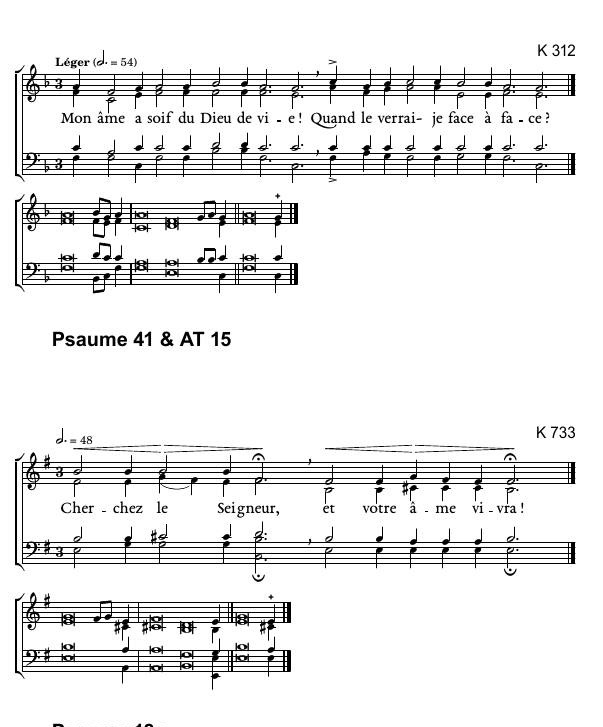 K 312
Léger (𝅗𝅥. = 54)
Mon âme a soif du Dieu de vi - e ! Quand le verrai- je face à fa - ce ?
Psaume 41 & AT 15
K 733
𝅗𝅥. = 48
Cher - chez le Seigneur, et votre â - me vi - vra !